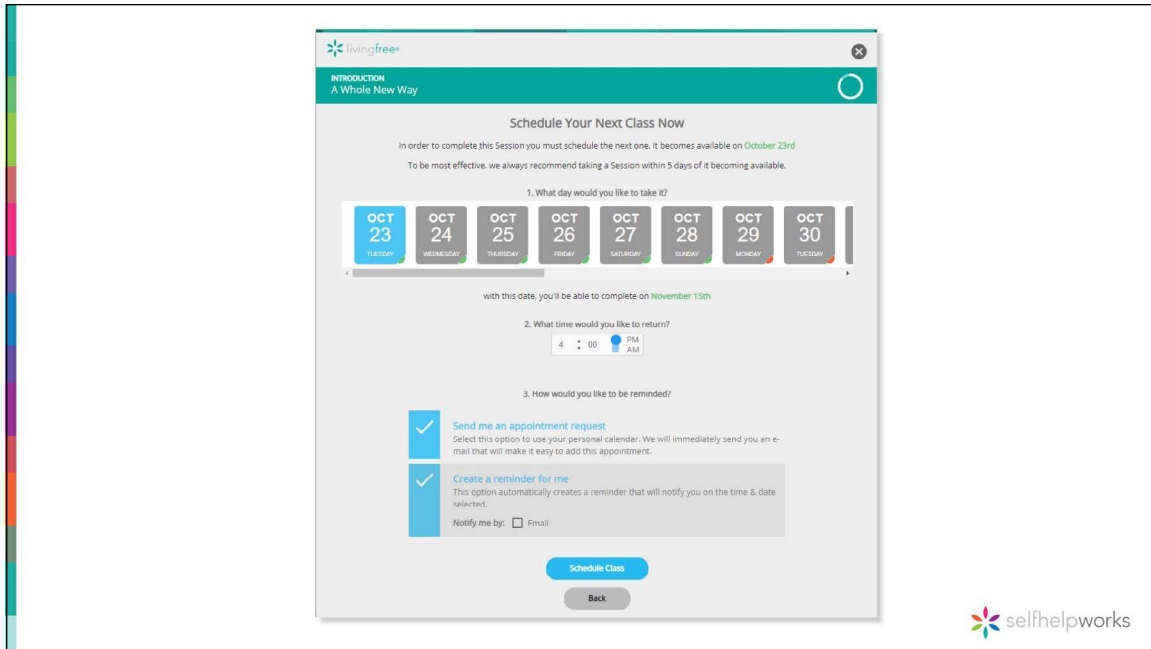 livingfree®
INTRODUCTION
A Whole New Way
Schedule Your Next Class Now
In order to complete this Session you must schedule the next one. It becomes available on October 23rd
To be most effective, we always recommend taking a Session within 5 days of it becoming available.
1. What day would you like to take it?
OCT OCT OCT OCT OCT OCT OCT OCT
23 24 25 26 27 28 29 30
TUESDAY WEDNESDAY THURSDAY FRIDAY SATURDAY SUNDAY MONDAY TUESDAY
with this date, you'll be able to complete on November 15th
2. What time would you like to return?
4 : 00 PM
AM
3. How would you like to be reminded?
Send me an appointment request
Select this option to use your personal calendar. We will immediately send you an e-
mail that will make it easy to add this appointment.
Create a reminder for me
This option automatically creates a reminder that will notify you on the time & date
selected.
Notify me by: Email
Schedule Class
Back
selfhelpworks